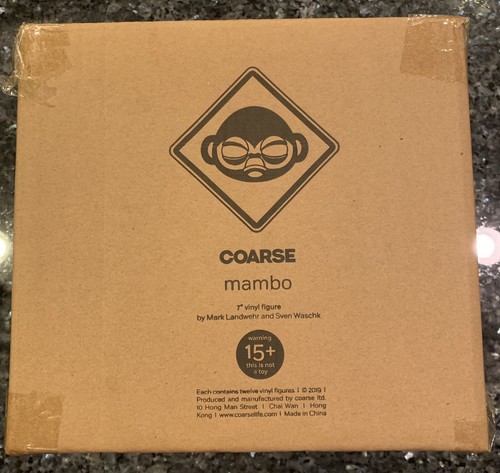 COARSE
mambo
7" vinyl figure
by Mark Landwehr and Sven Waschk
warning
15+
this is not
a toy
Each contains twelve vinyl figures | © 2019 |
Produced and manufactured by coarse ltd.
10 Hong Man Street | Chai Wan | Hong
Kong | www.coarselife.com | Made in China